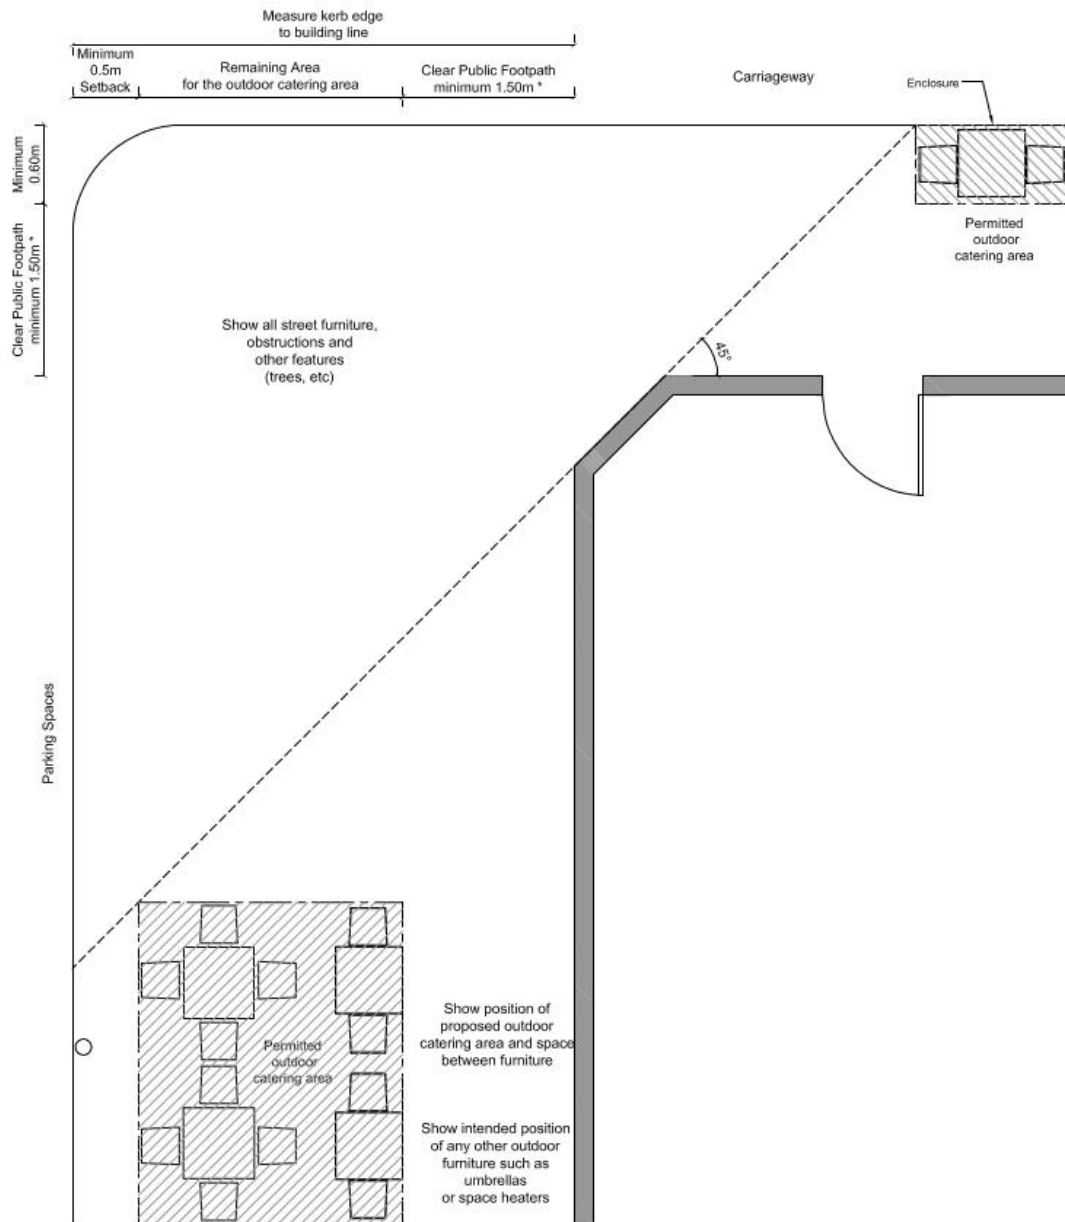 Measure kerb edge
to building line
Minimum
0.5m
Setback
Remaining Area
for the outdoor catering area
Clear Public Footpath
minimum 1.50m *
Carriageway
Enclosure
Minimum
0.60m
Clear Public Footpath
minimum 1.50m *
Permitted
outdoor
catering area
Show all street furniture,
obstructions and
other features
(trees, etc)
45°
Parking Spaces
Show position of
proposed outdoor
catering area and space
between furniture
Permitted
outdoor
catering area
Show intended position
of any other outdoor
furniture such as
umbrellas
or space heaters